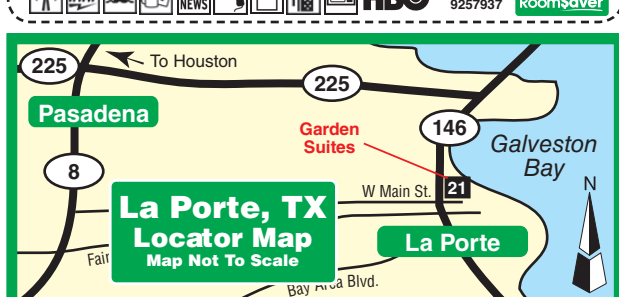 NEWS
HBO
9257937
RoomSaver
225
To Houston
225
Pasadena
Garden
Suites
146
Galveston
Bay
8
W Main St.
21
N
La Porte, TX
Locator Map
Map Not To Scale
La Porte
Bay Area Blvd.